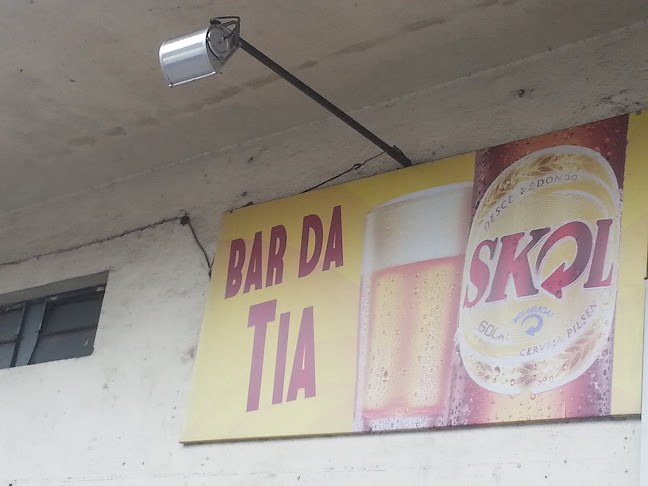 BAR DA
TIA
DESCE REDONDO
SKOL
CERVEJA PILSEN